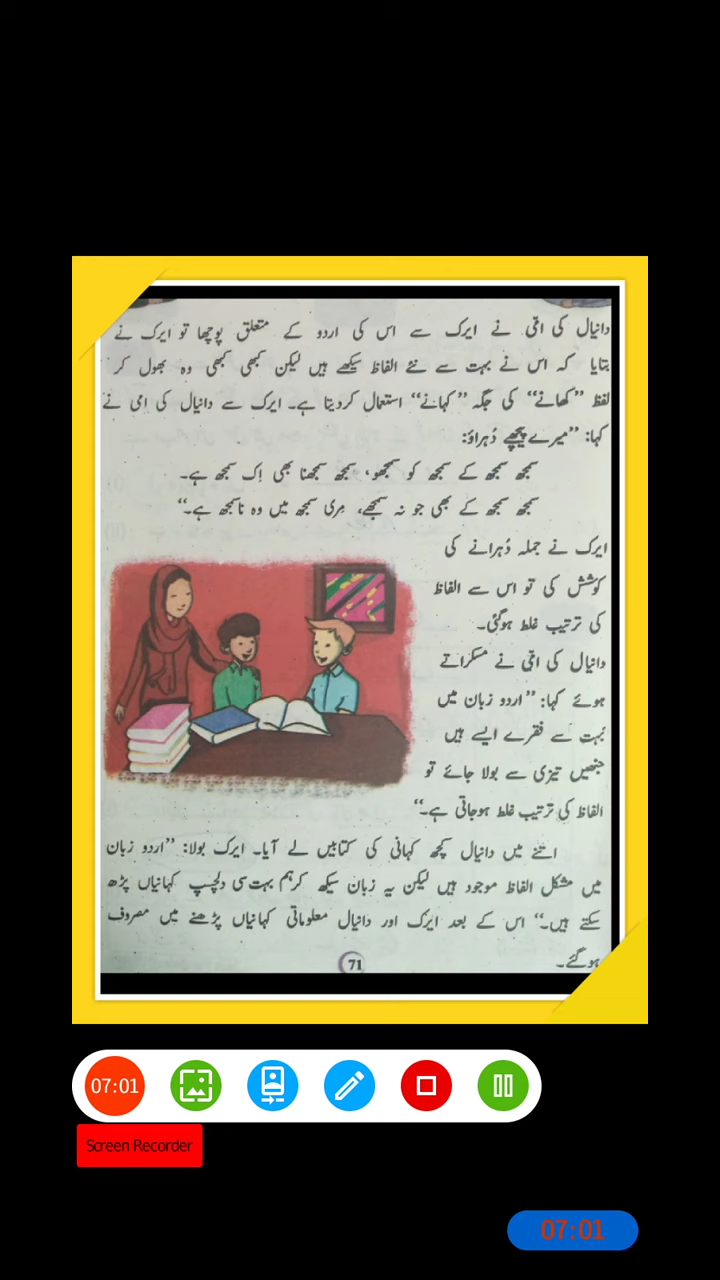 دانیال کی امّی نے ایرک سے اس کی اردو کے متعلق پوچھا تو ایرک نے
بتایا کہ اس نے بہت سے نئے الفاظ سیکھے ہیں لیکن کبھی کبھی وہ بھول کر
لفظ ”کھانے“ کی جگہ ”کہانے“ استعمال کردیتا ہے۔ ایرک سے دانیال کی امی نے
کہا: ”میرے پیچھے دُہراؤ:
سمجھ سمجھ کے سمجھ کو سمجھو، سمجھ سمجھنا بھی اِک سمجھ ہے۔
سمجھ سمجھ کے بھی جو نہ سمجھے، مِری سمجھ میں وہ ناسمجھ ہے۔“
ایرک نے جملہ دُہرانے کی
کوشش کی تو اس سے الفاظ
کی ترتیب غلط ہوگئی۔
دانیال کی امّی نے مسکراتے
ہوئے کہا: ”اردو زبان میں
بُہت سے فقرے ایسے ہیں
جنھیں تیزی سے بولا جائے تو
الفاظ کی ترتیب غلط ہوجاتی ہے۔“
اتنے میں دانیال کچھ کہانی کی کتابیں لے آیا۔ ایرک بولا: ”اردو زبان
میں مشکل الفاظ موجود ہیں لیکن یہ زبان سیکھ کر ہم بہت سی دلچسپ کہانیاں پڑھ
سکتے ہیں۔“ اس کے بعد ایرک اور دانیال معلوماتی کہانیاں پڑھنے میں مصروف
ہوگئے۔
71
07:01
Screen Recorder
07:01